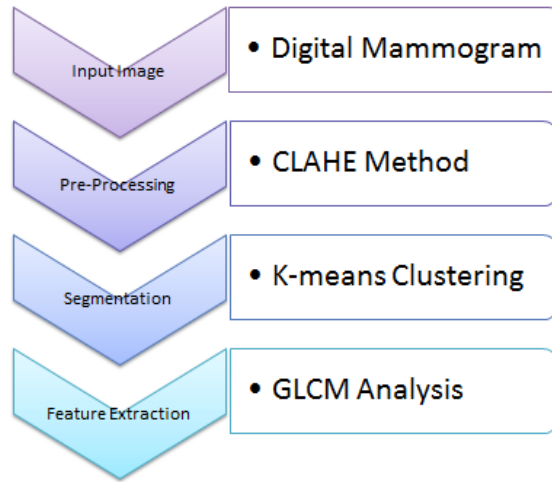 Input Image
• Digital Mammogram
Pre-Processing
• CLAHE Method
Segmentation
• K-means Clustering
Feature Extraction
• GLCM Analysis